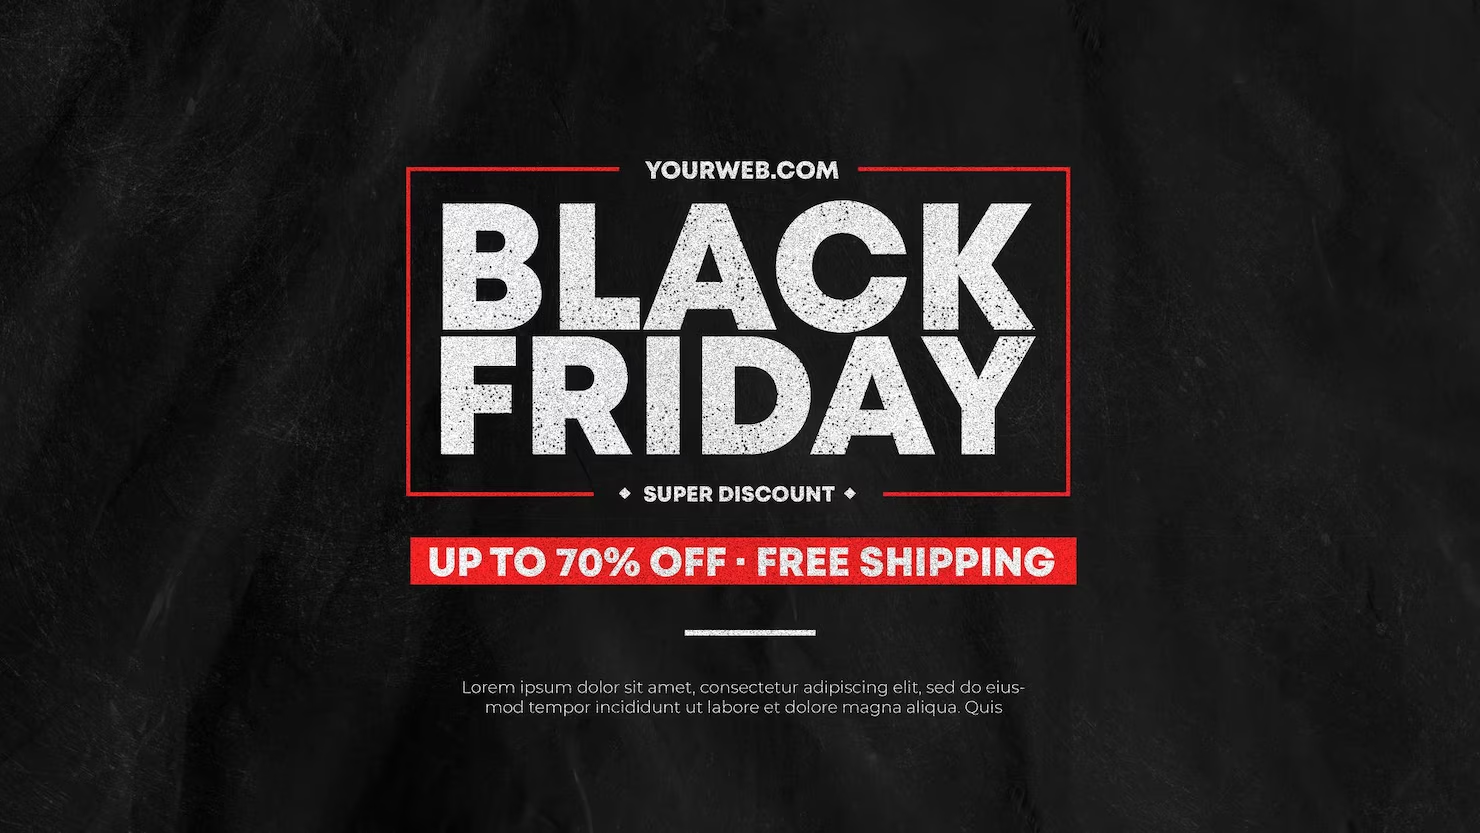 YOURWEB.COM
BLACK
FRIDAY
SUPER DISCOUNT
UP TO 70% OFF · FREE SHIPPING
Lorem ipsum dolor sit amet, consectetur adipiscing elit, sed do eius-
mod tempor incididunt ut labore et dolore magna aliqua. Quis